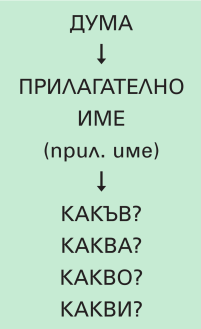 ДУМА
↓
ПРИЛАГАТЕЛНО
ИМЕ
(прил. име)
↓
КАКЪВ?
КАКВА?
КАКВО?
КАКВИ?